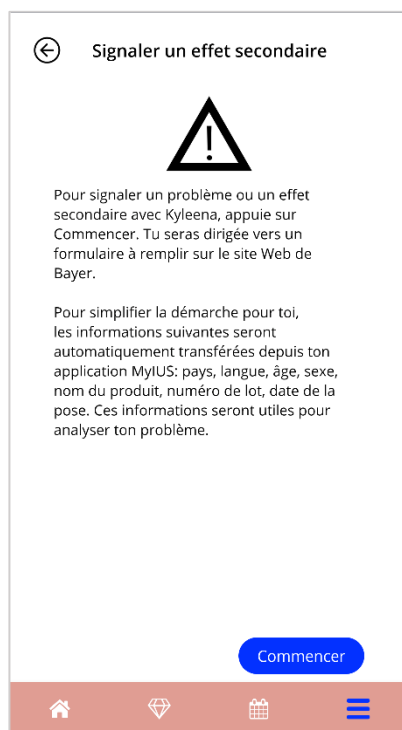 Signaler un effet secondaire
Pour signaler un problème ou un effet
secondaire avec Kyleena, appuie sur
Commencer. Tu seras dirigée vers un
formulaire à remplir sur le site Web de
Bayer.
Pour simplifier la démarche pour toi,
les informations suivantes seront
automatiquement transférées depuis ton
application MyIUS: pays, langue, âge, sexe,
nom du produit, numéro de lot, date de la
pose. Ces informations seront utiles pour
analyser ton problème.
Commencer